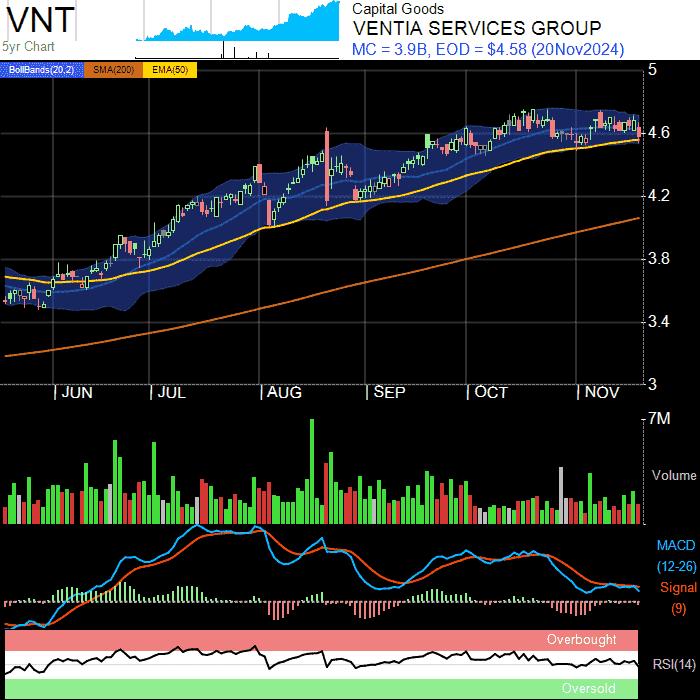 VNT
5yr Chart
Capital Goods
VENTIA SERVICES GROUP
MC = 3.9B, EOD = $4.58 (20Nov2024)
BollBands(20,2) SMA(200) EMA(50)
5
4.6
4.2
3.8
3.4
3
JUN JUL AUG SEP OCT NOV
7M
Volume
MACD
(12-26)
Signal
(9)
Overbought
RSI(14)
Oversold